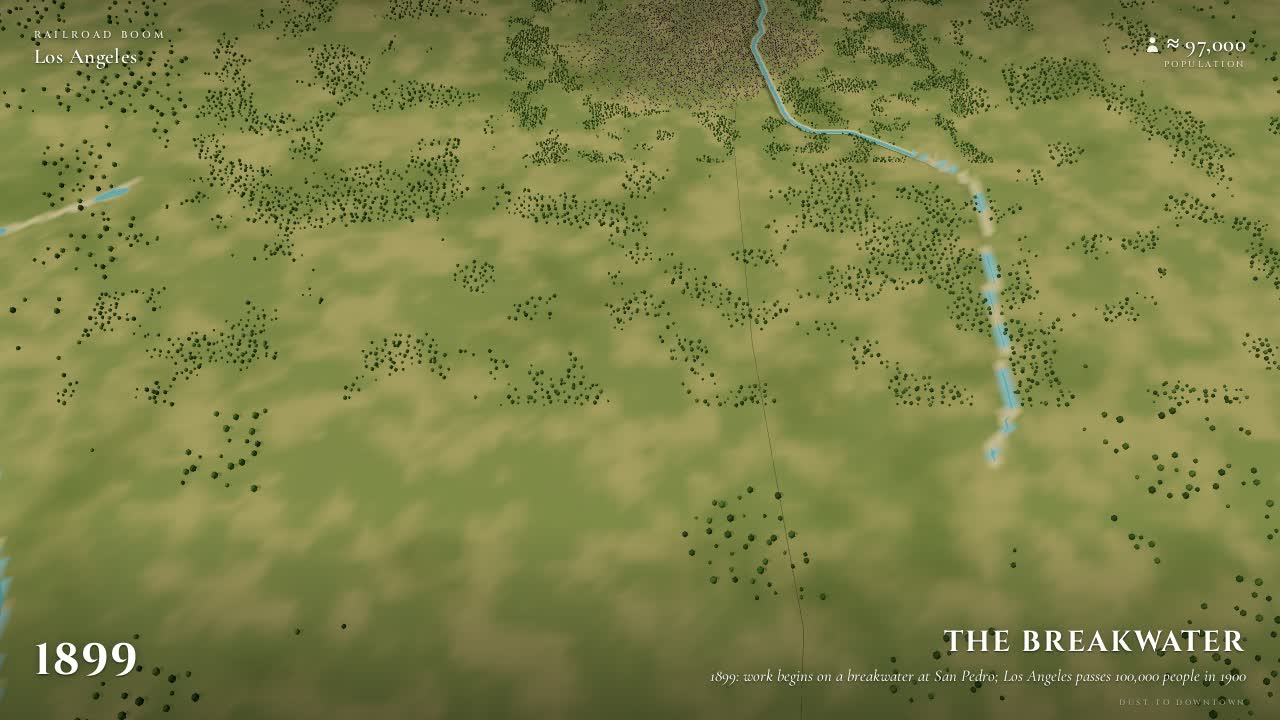 RAILROAD BOOM
Los Angeles
≈ 97,000
POPULATION
1899
THE BREAKWATER
1899: work begins on a breakwater at San Pedro; Los Angeles passes 100,000 people in 1900
DUST TO DOWNTOWN